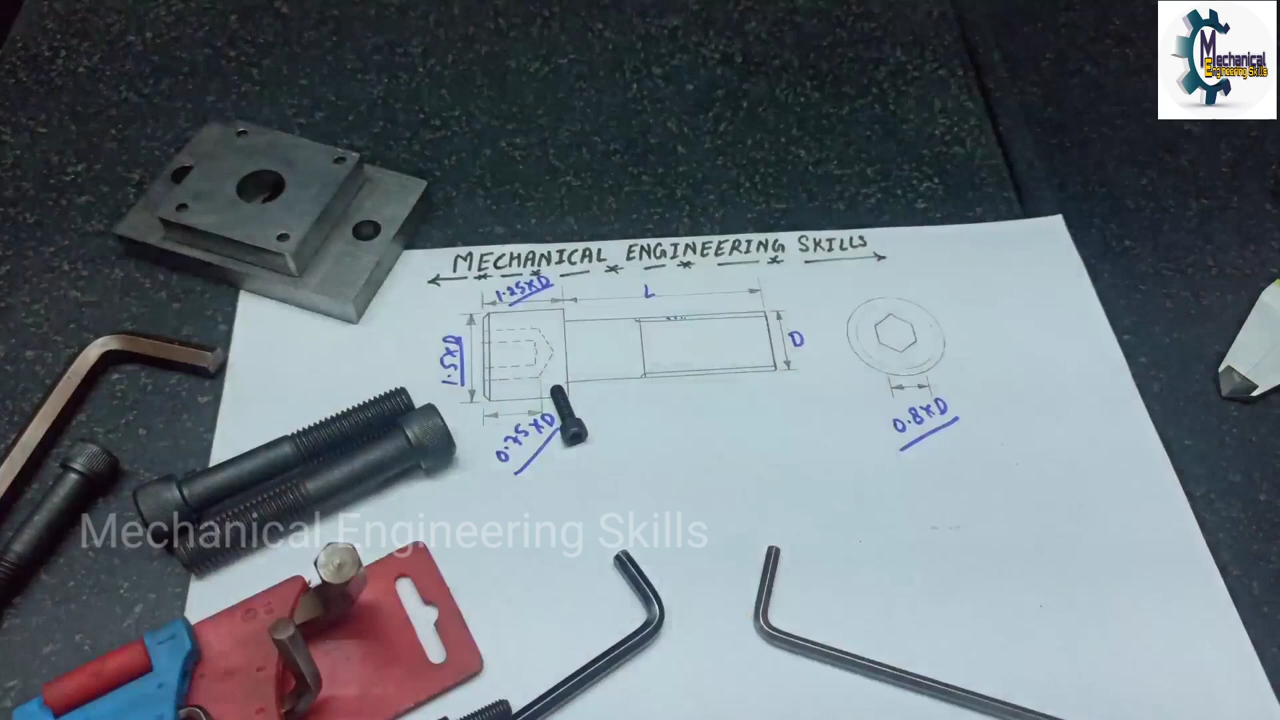 Mechanical
Engineering Skills
MECHANICAL ENGINEERING SKILLS
1.25XD
L
1.5XD
D
0.75XD
0.8XD
Mechanical Engineering Skills